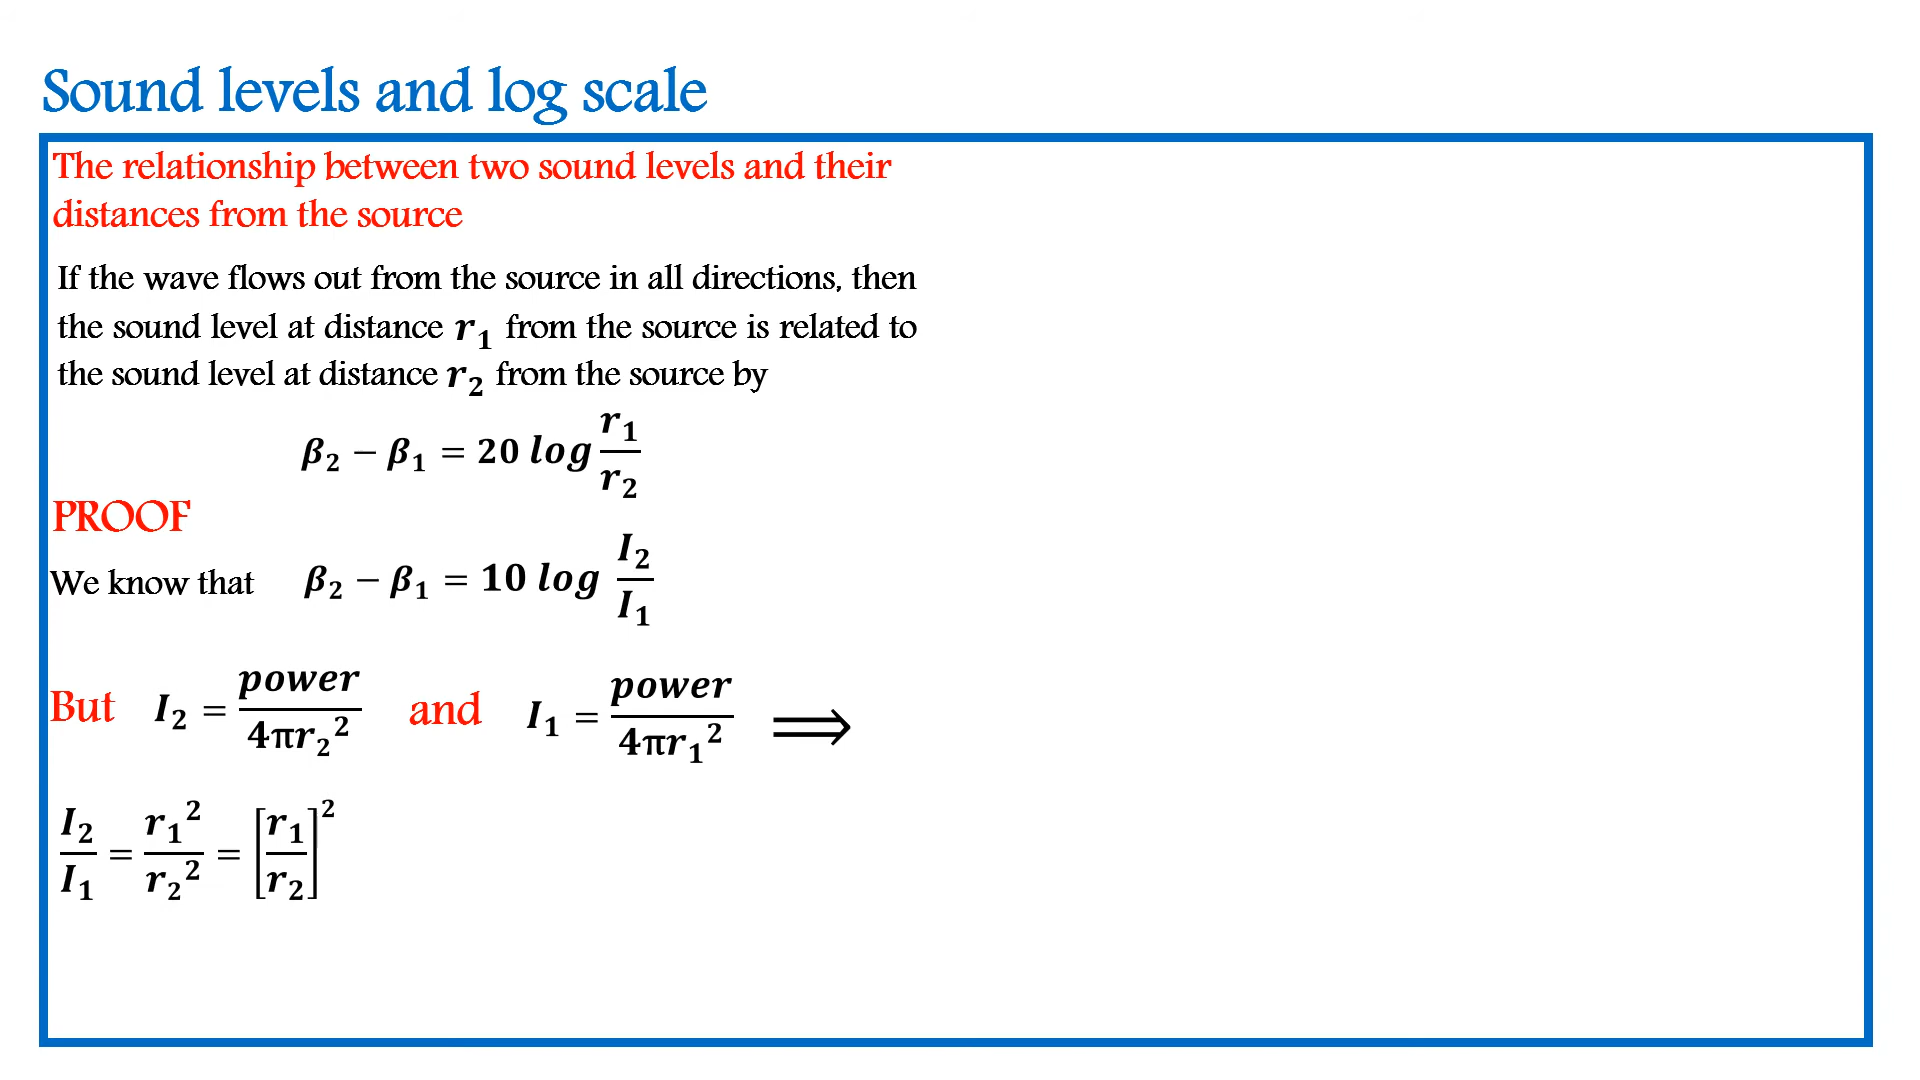 Sound levels and log scale
The relationship between two sound levels and their
distances from the source
If the wave flows out from the source in all directions, then
the sound level at distance r₁ from the source is related to
the sound level at distance r₂ from the source by
β₂ − β₁ = 20 log r₁/r₂
PROOF
We know that β₂ − β₁ = 10 log I₂/I₁
But I₂ = power/4πr₂² and I₁ = power/4πr₁² ⟹
I₂/I₁ = r₁²/r₂² = [r₁/r₂]²